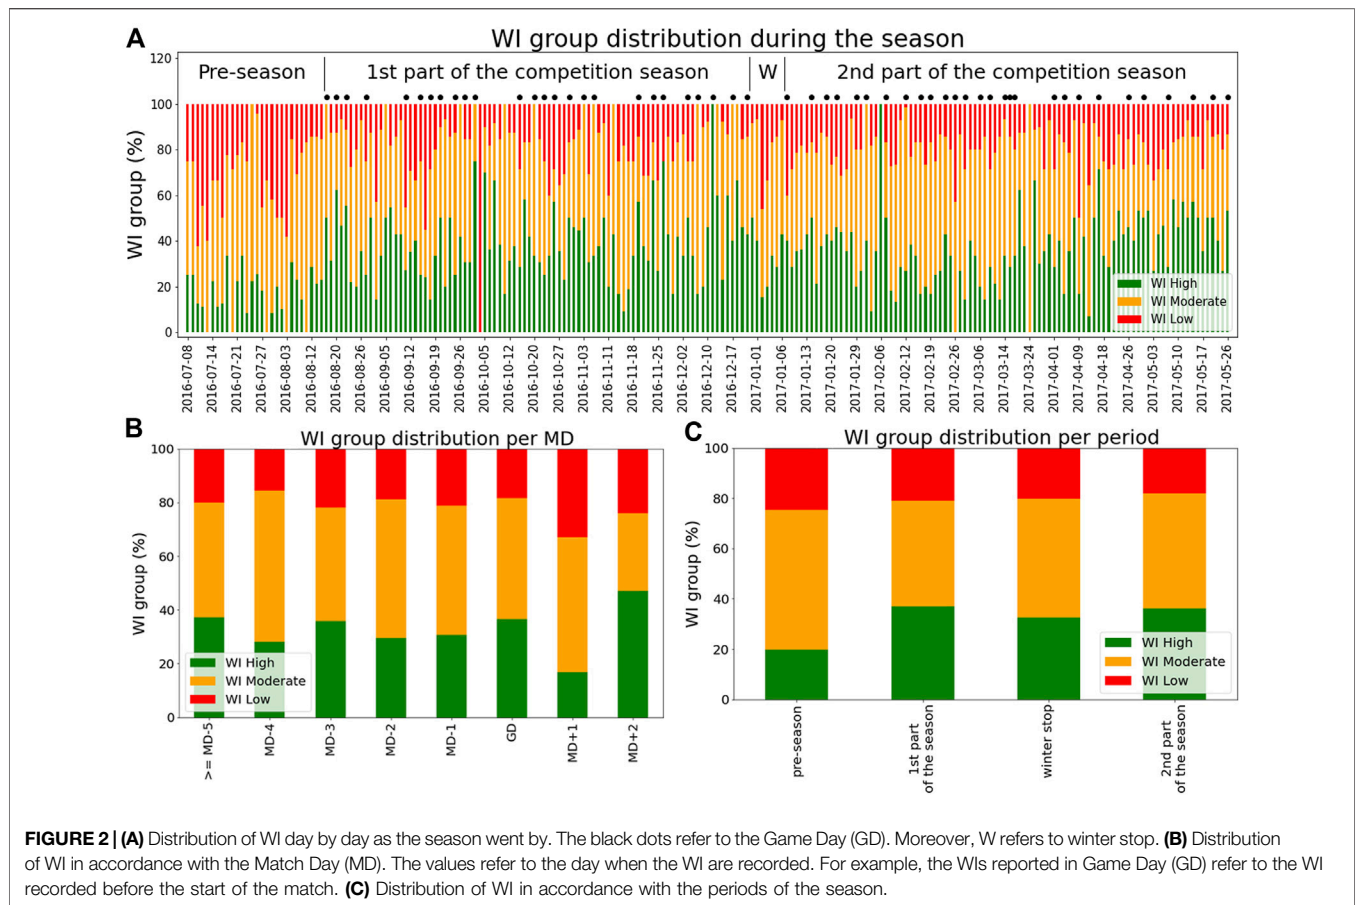 A
WI group distribution during the season
Pre-season
1st part of the competition season
W
2nd part of the competition season
WI group (%)
120
100
80
60
40
20
0
WI High
WI Moderate
WI Low
2016-07-08
2016-07-14
2016-07-21
2016-07-27
2016-08-03
2016-08-12
2016-08-20
2016-08-26
2016-09-05
2016-09-12
2016-09-19
2016-09-26
2016-10-05
2016-10-12
2016-10-20
2016-10-27
2016-11-03
2016-11-11
2016-11-18
2016-11-25
2016-12-02
2016-12-10
2016-12-17
2017-01-01
2017-01-06
2017-01-12
2017-01-20
2017-01-29
2017-02-06
2017-02-12
2017-02-19
2017-02-26
2017-03-06
2017-03-14
2017-03-24
2017-04-01
2017-04-09
2017-04-18
2017-04-26
2017-05-03
2017-05-10
2017-05-17
2017-05-26
B
WI group distribution per MD
WI group (%)
100
80
60
40
20
0
WI High
WI Moderate
WI Low
>= MD-5
MD-4
MD-3
MD-2
MD-1
GD
MD+1
MD+2
C
WI group distribution per period
WI group (%)
100
80
60
40
20
0
WI High
WI Moderate
WI Low
pre-season
1st part
of the season
winter stop
2nd part
of the season
FIGURE 2 | (A) Distribution of WI day by day as the season went by. The black dots refer to the Game Day (GD). Moreover, W refers to winter stop. (B) Distribution
of WI in accordance with the Match Day (MD). The values refer to the day when the WI are recorded. For example, the WIs reported in Game Day (GD) refer to the WI
recorded before the start of the match. (C) Distribution of WI in accordance with the periods of the season.